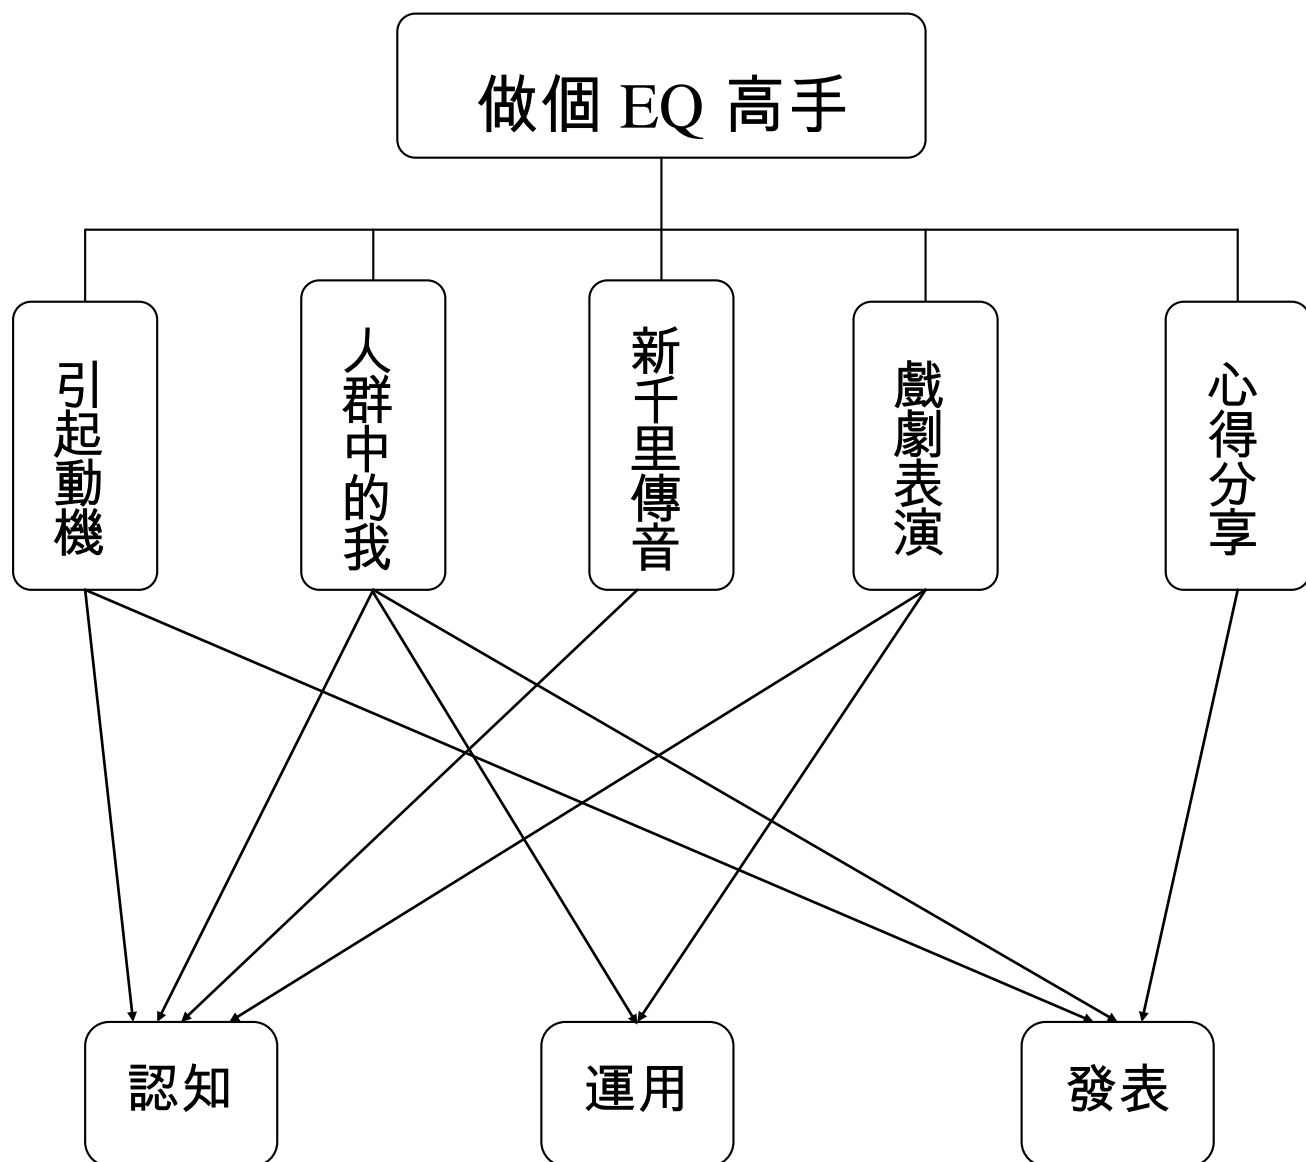 做個 EQ 高手
引起動機
人群中的我
新千里傳音
戲劇表演
心得分享
認知
運用
發表